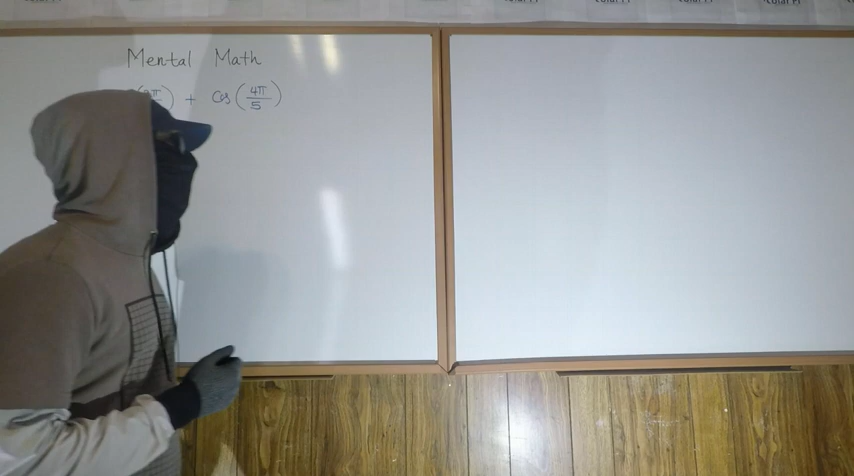 Mental Math
π) + cos(4π/5)